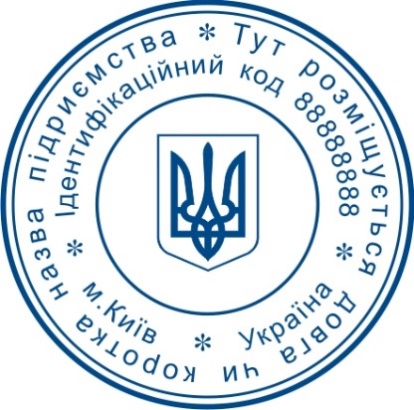 * Тут розміщується довга чи коротка назва підприємства
* Ідентифікаційний код 88888888
* Україна * м.Київ